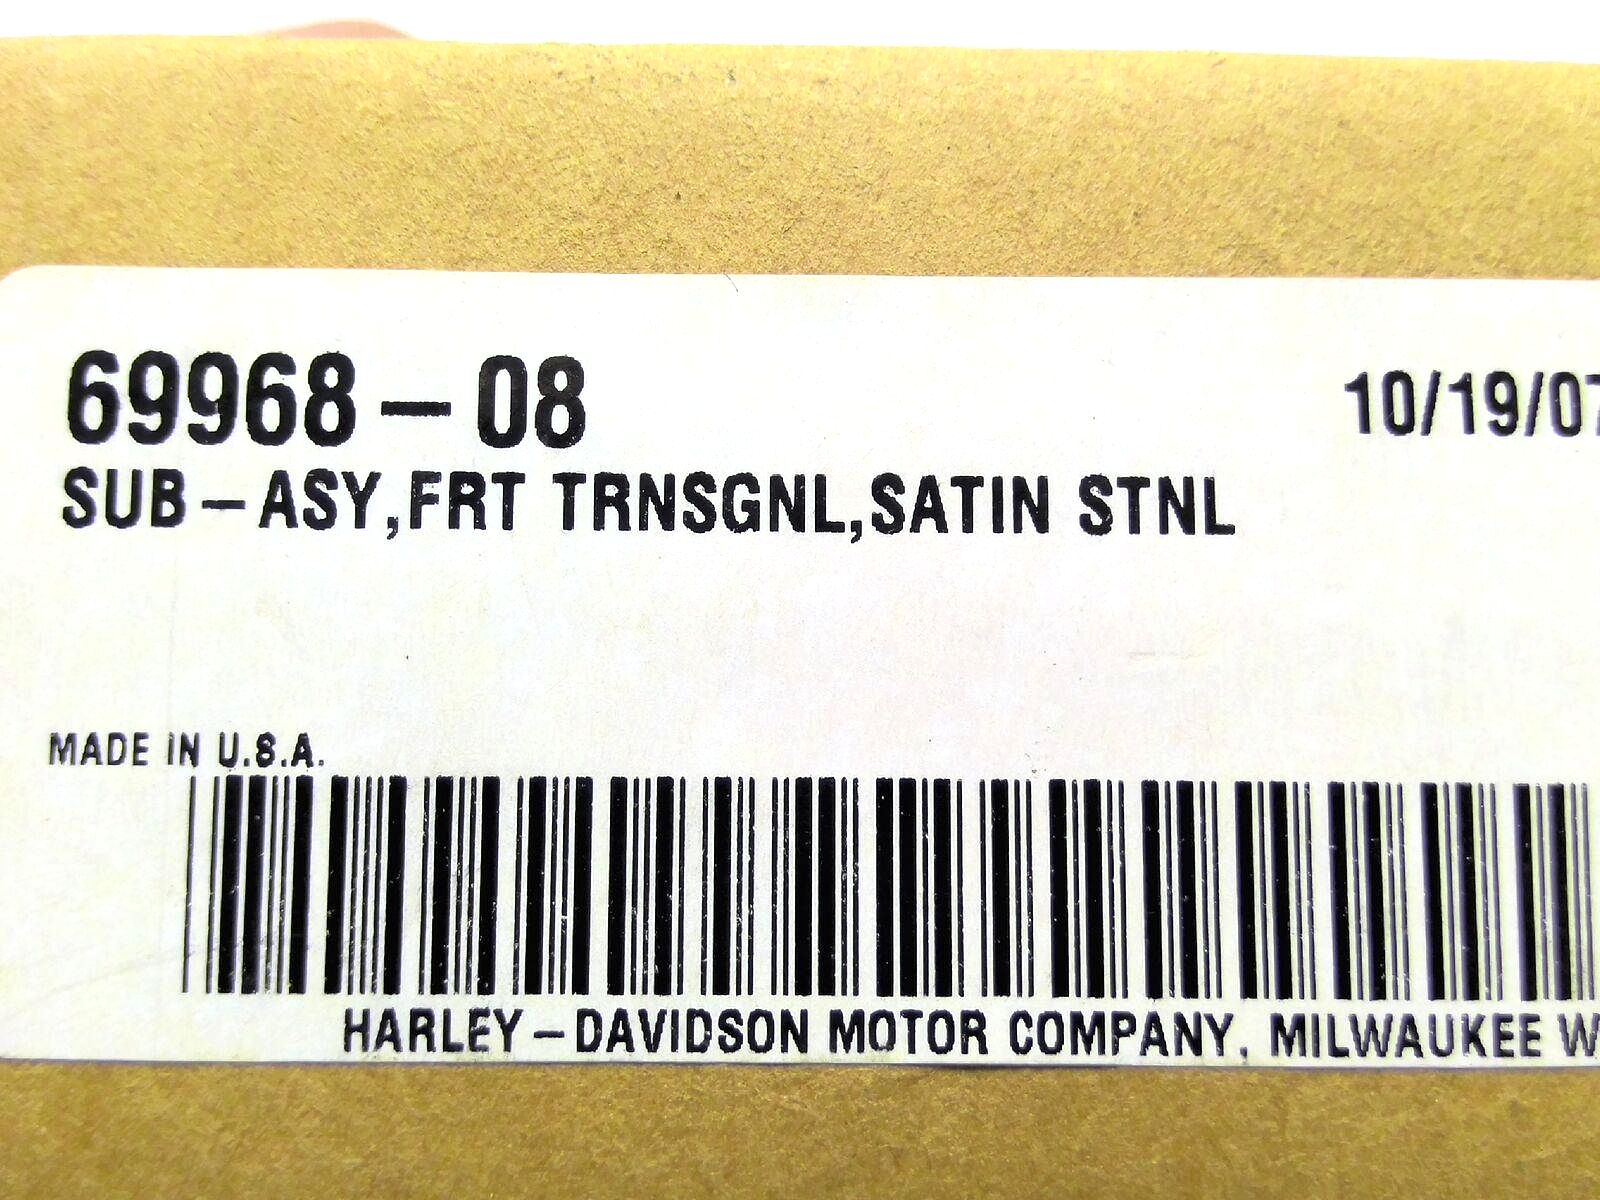 69968-08 10/19/07
SUB-ASY,FRT TRNSGNL,SATIN STNL
MADE IN U.S.A.
HARLEY-DAVIDSON MOTOR COMPANY, MILWAUKEE